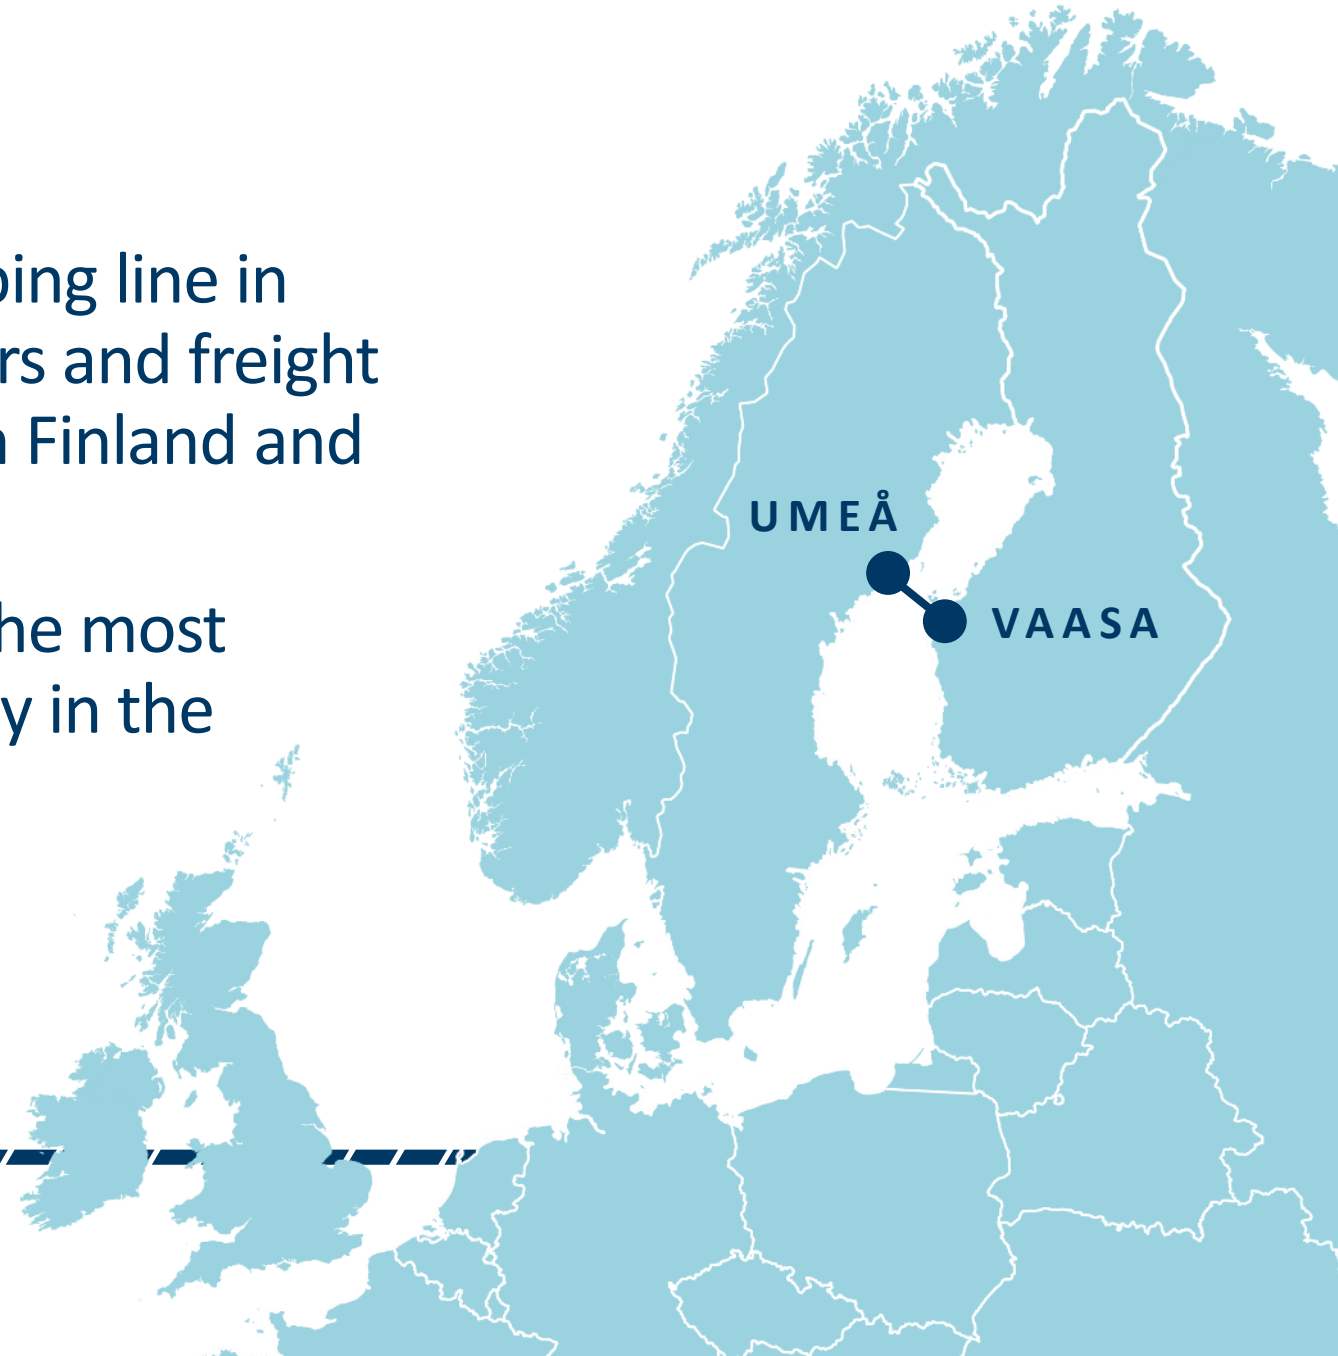 ping line in
rs and freight
n Finland and
he most
y in the
UMEÅ
VAASA